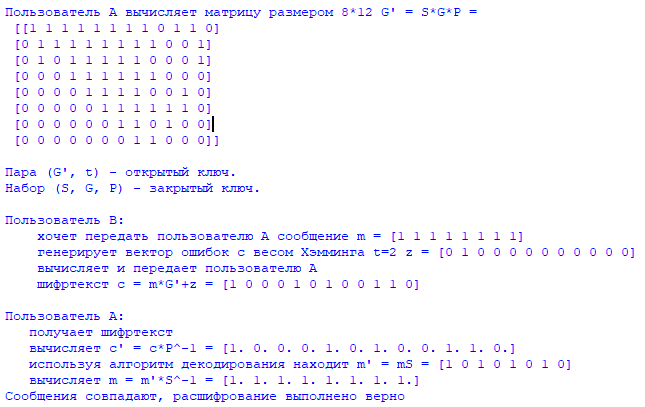 Пользователь А вычисляет матрицу размером 8*12 G' = S*G*P =
[[1 1 1 1 1 1 1 1 0 1 1 0]
[0 1 1 1 1 1 1 1 1 0 0 1]
[0 1 0 1 1 1 1 1 0 0 0 1]
[0 0 0 1 1 1 1 1 1 0 0 0]
[0 0 0 0 1 1 1 1 0 0 1 0]
[0 0 0 0 0 1 1 1 1 1 1 0]
[0 0 0 0 0 0 1 1 0 1 0 0]
[0 0 0 0 0 0 0 1 1 0 0 0]]
Пара (G', t) - открытый ключ.
Набор (S, G, P) - закрытый ключ.
Пользователь В:
хочет передать пользователю А сообщение m = [1 1 1 1 1 1 1 1]
генерирует вектор ошибок с весом Хэмминга t=2 z = [0 1 0 0 0 0 0 0 0 0 0 0]
вычисляет и передает пользователю А
шифртекст c = m*G'+z = [1 0 0 0 1 0 1 0 0 1 1 0]
Пользователь А:
получает шифртекст
вычисляет c' = c*P^-1 = [1. 0. 0. 0. 1. 0. 1. 0. 0. 1. 1. 0.]
используя алгоритм декодирования находит m' = mS = [1 0 1 0 1 0 1 0]
вычисляет m = m'*S^-1 = [1. 1. 1. 1. 1. 1. 1. 1.]
Сообщения совпадают, расшифрование выполнено верно